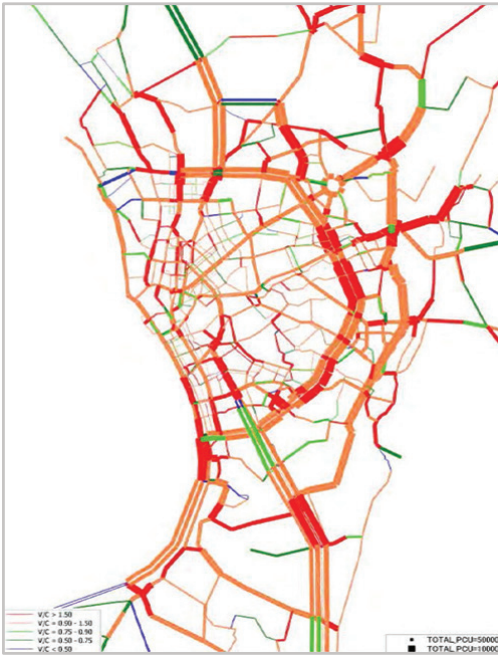 V/C > 1.50
V/C = 0.90 - 1.50
V/C = 0.75 - 0.90
V/C = 0.50 - 0.75
V/C < 0.50
TOTAL_PCU=50000
TOTAL_PCU=10000